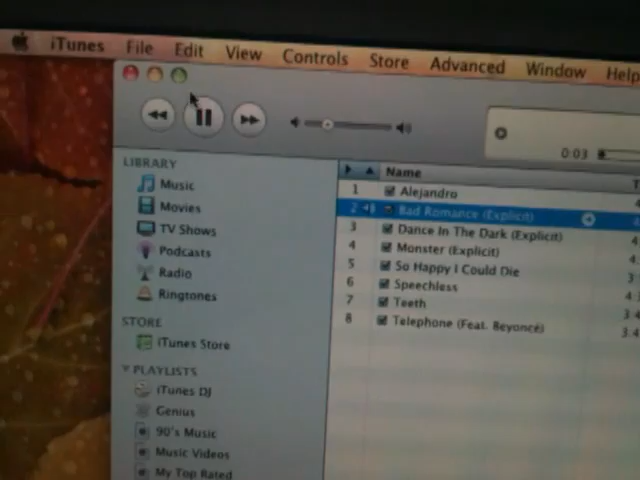 iTunes File Edit View Controls Store Advanced Window Help
0:03
LIBRARY
Music
Movies
TV Shows
Podcasts
Radio
Ringtones
STORE
iTunes Store
PLAYLISTS
iTunes DJ
Genius
90's Music
Music Videos
My Top Rated
Name
1 Alejandro
2 Bad Romance (Explicit)
3 Dance In The Dark (Explicit)
4 Monster (Explicit)
5 So Happy I Could Die
6 Speechless
7 Teeth
8 Telephone (Feat. Beyoncé)